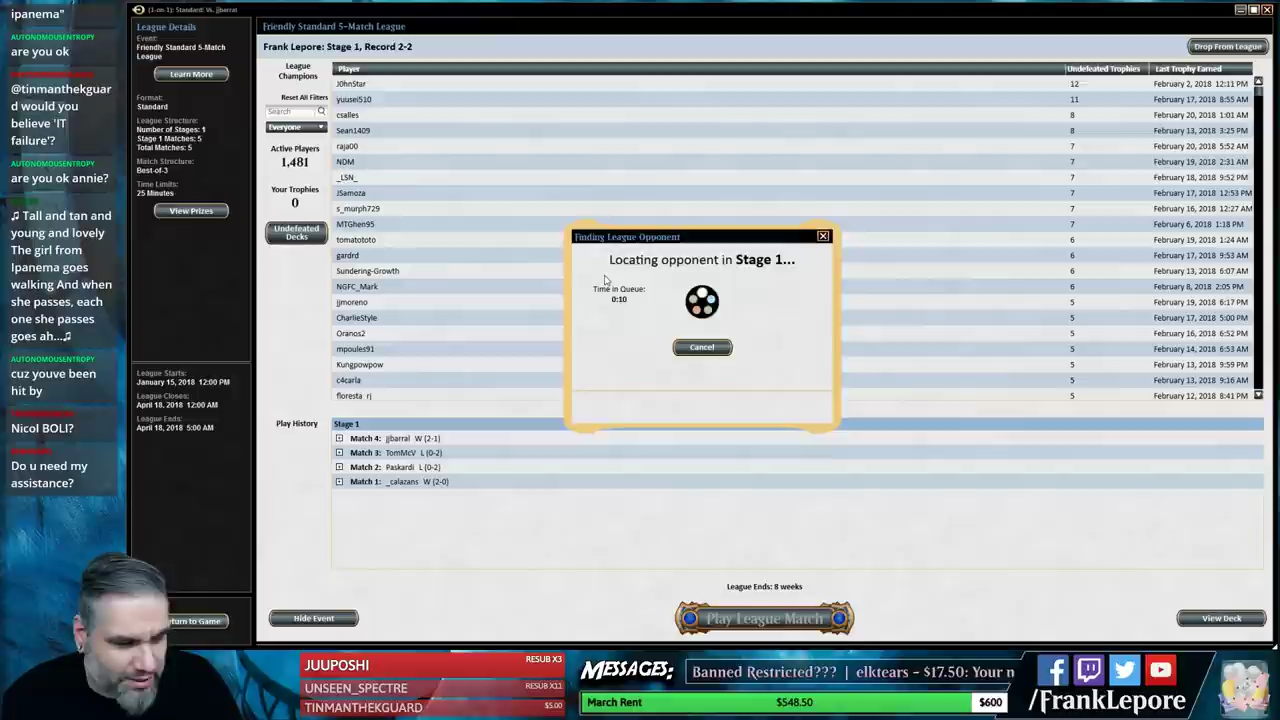 ipanema"
AUTONOMOUSENTROPY
are you ok
@tinmanthekguar
d would you
believe 'IT
failure'?
AUTONOMOUSENTROPY
are you ok annie?
♫ Tall and tan and
young and lovely
The girl from
Ipanema goes
walking And when
she passes, each
one she passes
goes ah...♫
AUTONOMOUSENTROPY
cuz youve been
hit by
Nicol BOLI?
Do u need my
assistance?
(1-on-1) Standard: Vs. jjbarrat
League Details
Event:
Friendly Standard 5-Match
League
Learn More
Format:
Standard
League Structure:
Number of Stages: 1
Stage 1 Matches: 5
Total Matches: 5
Match Structure:
Best-of-3
Time Limits:
25 Minutes
View Prizes
League Starts:
January 15, 2018 12:00 PM
League Closes:
April 18, 2018 12:00 AM
League Ends:
April 18, 2018 5:00 AM
turn to Game
Friendly Standard 5-Match League
Frank Lepore: Stage 1, Record 2-2
Drop From League
League
Champions
Reset All Filters
Search
Everyone
Active Players
1,481
Your Trophies
0
Undefeated
Decks
Player Undefeated Trophies Last Trophy Earned
J0hnStar 12 February 2, 2018 12:11 PM
yuusei510 11 February 17, 2018 8:55 AM
csalles 8 February 20, 2018 1:01 AM
Sean1409 8 February 13, 2018 3:25 PM
raja00 7 February 20, 2018 5:52 AM
NDM 7 February 19, 2018 2:31 AM
_LSN_ 7 February 18, 2018 9:52 PM
JSamoza 7 February 17, 2018 12:53 PM
s_murph729 7 February 16, 2018 12:27 AM
MTGhen95 7 February 6, 2018 1:18 PM
tomatototo 6 February 19, 2018 1:24 AM
gardrd 6 February 17, 2018 9:53 AM
Sundering-Growth 6 February 13, 2018 6:07 AM
NGFC_Mark 6 February 8, 2018 2:05 PM
jjmoreno 5 February 19, 2018 6:17 PM
CharlieStyle 5 February 17, 2018 5:00 PM
Oranos2 5 February 16, 2018 6:52 PM
mpoules91 5 February 14, 2018 6:53 AM
Kungpowpow 5 February 13, 2018 9:59 PM
c4carla 5 February 13, 2018 9:16 AM
floresta_rj 5 February 12, 2018 8:41 PM
Finding League Opponent
Locating opponent in Stage 1...
Time in Queue:
0:10
Cancel
Play History
Stage 1
Match 4: jjbarral W (2-1)
Match 3: TomMcV L (0-2)
Match 2: Paskardi L (0-2)
Match 1: _calazans W (2-0)
League Ends: 8 weeks
Hide Event
Play League Match
View Deck
JUUPOSHI RESUB X3
UNSEEN_SPECTRE RESUB X11
TINMANTHEKGUARD $5.00
MESSAGES:
Banned Restricted??? | elktears - $17.50: Your n
March Rent $548.50 $600
/FrankLepore